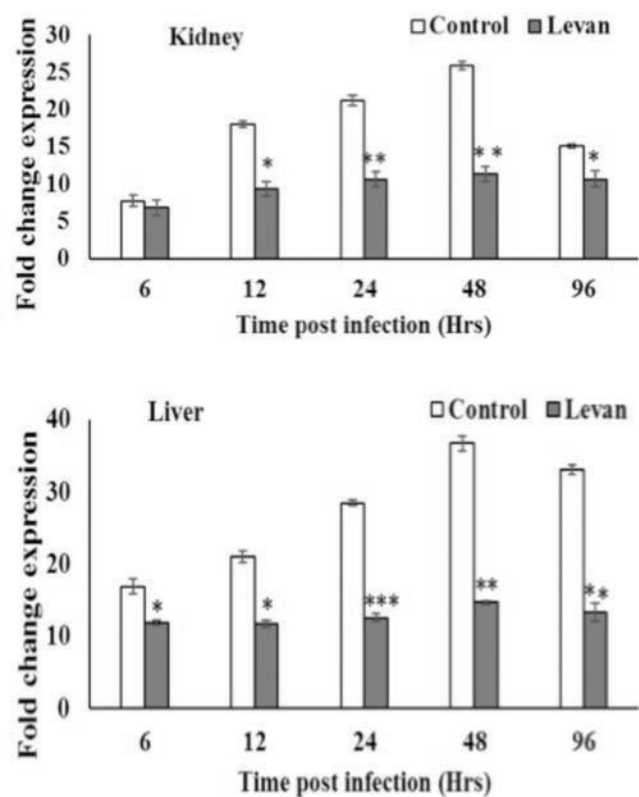 Kidney
Control Levan
Fold change expression
30
25
20
15
10
5
0
* ** * * *
6 12 24 48 96
Time post infection (Hrs)
Liver
Control Levan
Fold change expression
40
30
20
10
0
* * *** ** * *
6 12 24 48 96
Time post infection (Hrs)